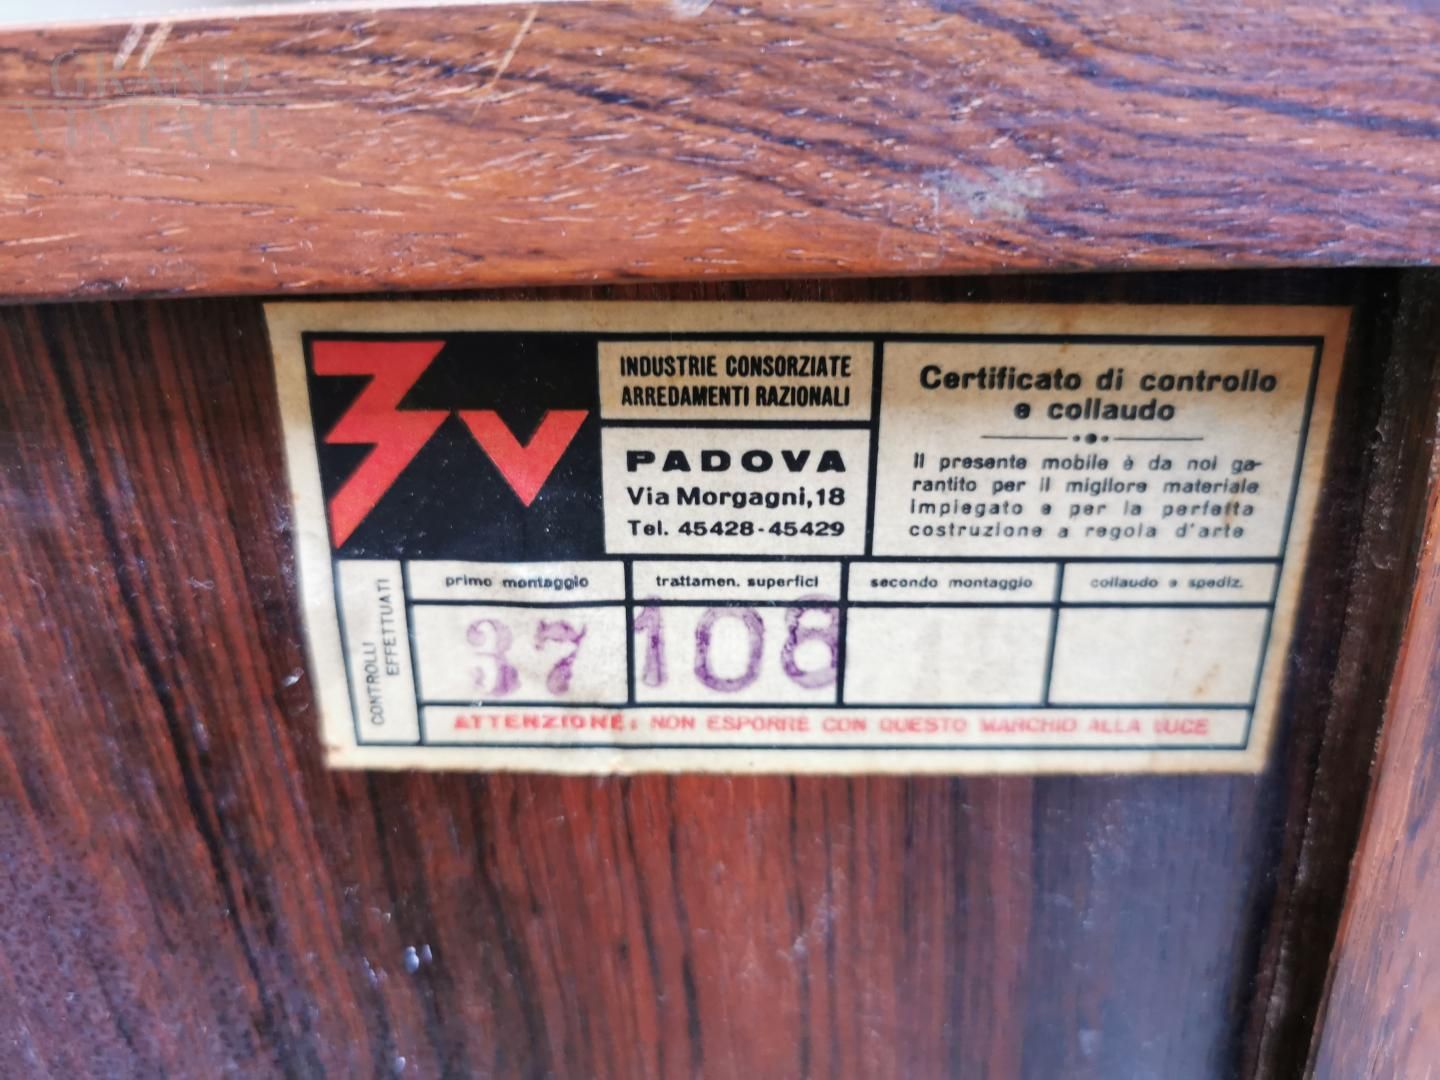 GRAND
VINTAGE
3V
INDUSTRIE CONSORZIATE
ARREDAMENTI RAZIONALI
PADOVA
Via Morgagni, 18
Tel. 45428-45429
Certificato di controllo
e collaudo
Il presente mobile è da noi ga-
rantito per il migliore materiale
impiegato e per la perfetta
costruzione a regola d'arte
CONTROLLI
EFFETTUATI
primo montaggio
trattamen. superfici
secondo montaggio
collaudo e spediz.
37
108
ATTENZIONE: NON ESPORRE CON QUESTO MARCHIO ALLA LUCE